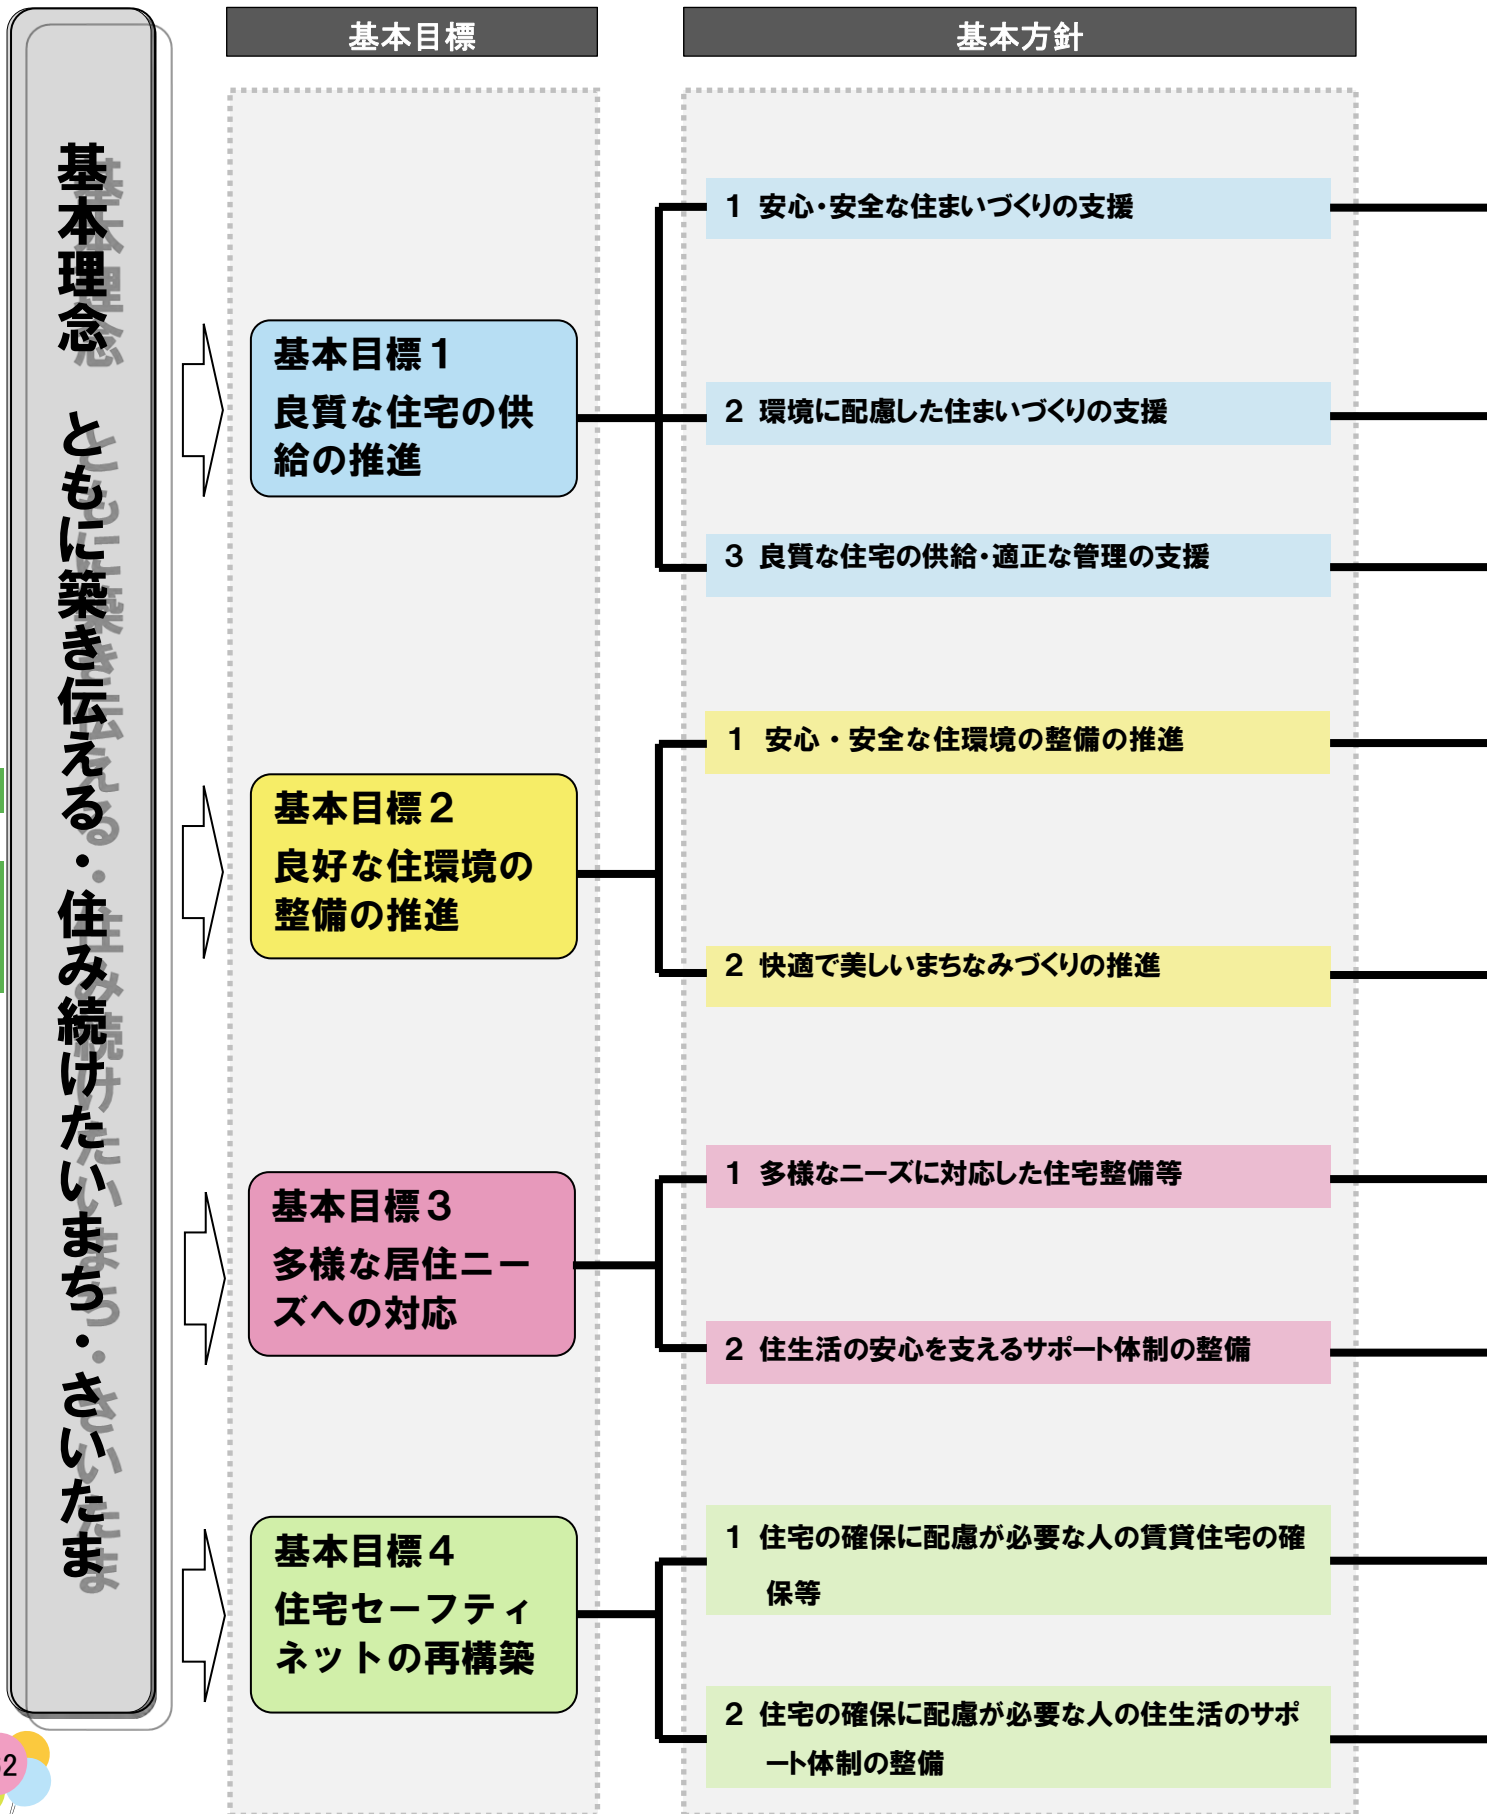 基本理念　ともに築き伝える・住み続けたいまち・さいたま
基本目標
基本方針
基本目標１
良質な住宅の供
給の推進
1 安心・安全な住まいづくりの支援
2 環境に配慮した住まいづくりの支援
3 良質な住宅の供給・適正な管理の支援
基本目標２
良好な住環境の
整備の推進
1 安心・安全な住環境の整備の推進
2 快適で美しいまちなみづくりの推進
基本目標３
多様な居住ニー
ズへの対応
1 多様なニーズに対応した住宅整備等
2 住生活の安心を支えるサポート体制の整備
基本目標４
住宅セーフティ
ネットの再構築
1 住宅の確保に配慮が必要な人の賃貸住宅の確
保等
2 住宅の確保に配慮が必要な人の住生活のサポ
ート体制の整備